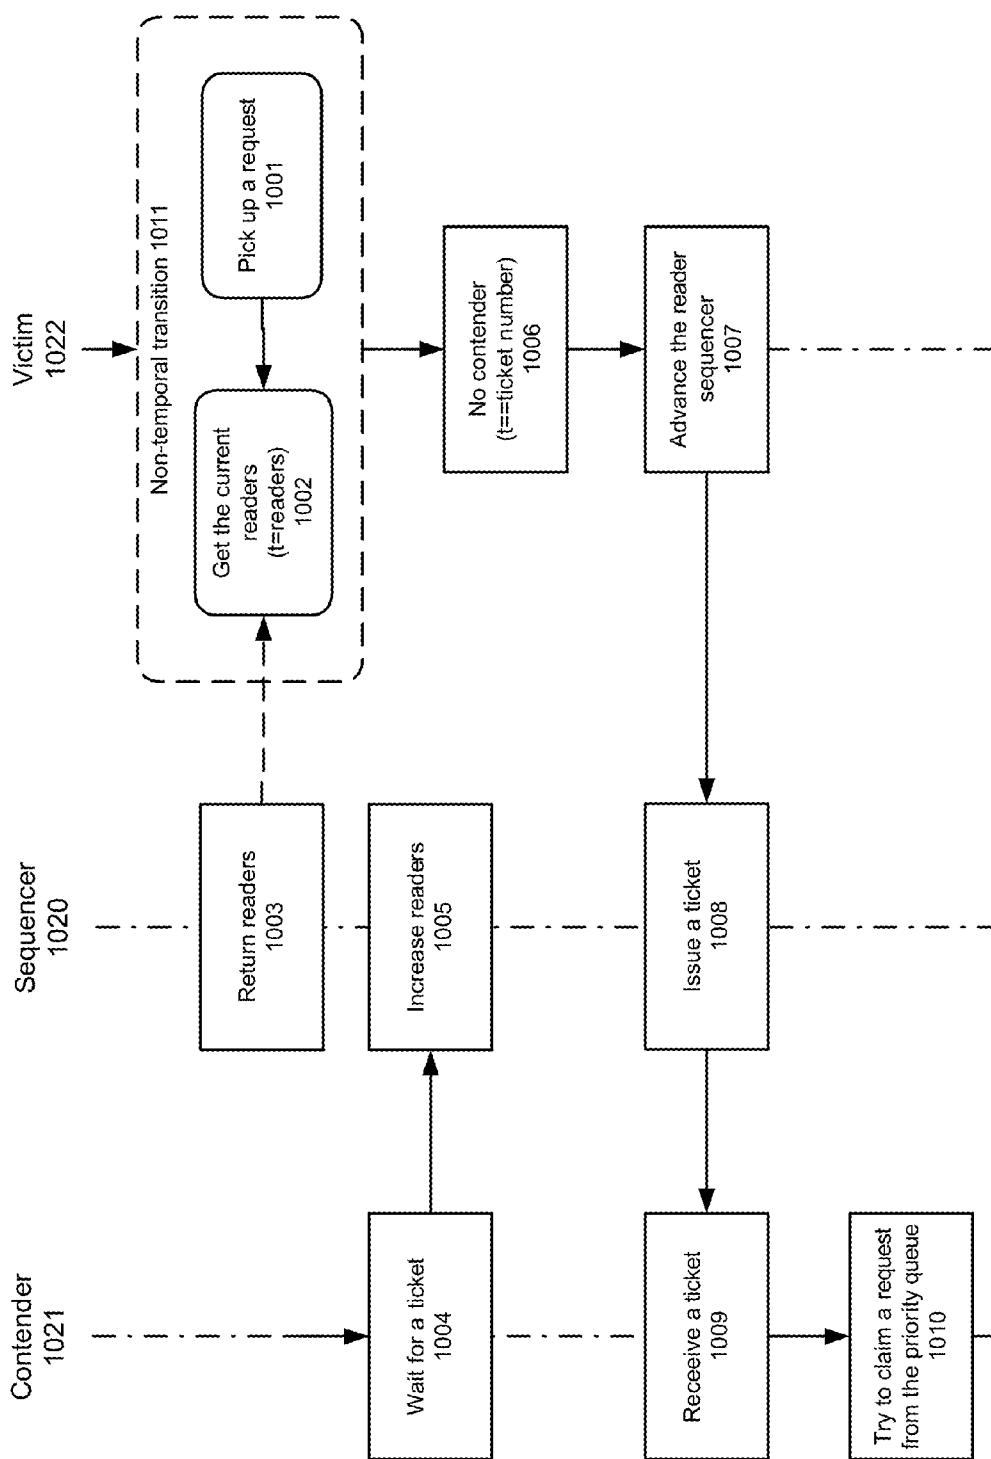 Contender
1021
Sequencer
1020
Victim
1022
Non-temporal transition 1011
Pick up a request
1001
Get the current
readers
(t=readers)
1002
Return readers
1003
Wait for a ticket
1004
Increase readers
1005
No contender
(t==ticket number)
1006
Advance the reader
sequencer
1007
Issue a ticket
1008
Receeive a ticket
1009
Try to claim a request
from the priority queue
1010